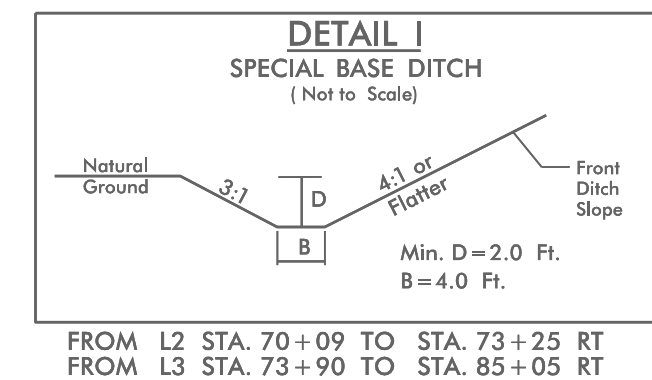 DETAIL I
SPECIAL BASE DITCH
( Not to Scale)
Natural
Ground
3:1
D
B
4:1 or
Flatter
Front
Ditch
Slope
Min. D=2.0 Ft.
B=4.0 Ft.
FROM L2 STA. 70+09 TO STA. 73+25 RT
FROM L3 STA. 73+90 TO STA. 85+05 RT